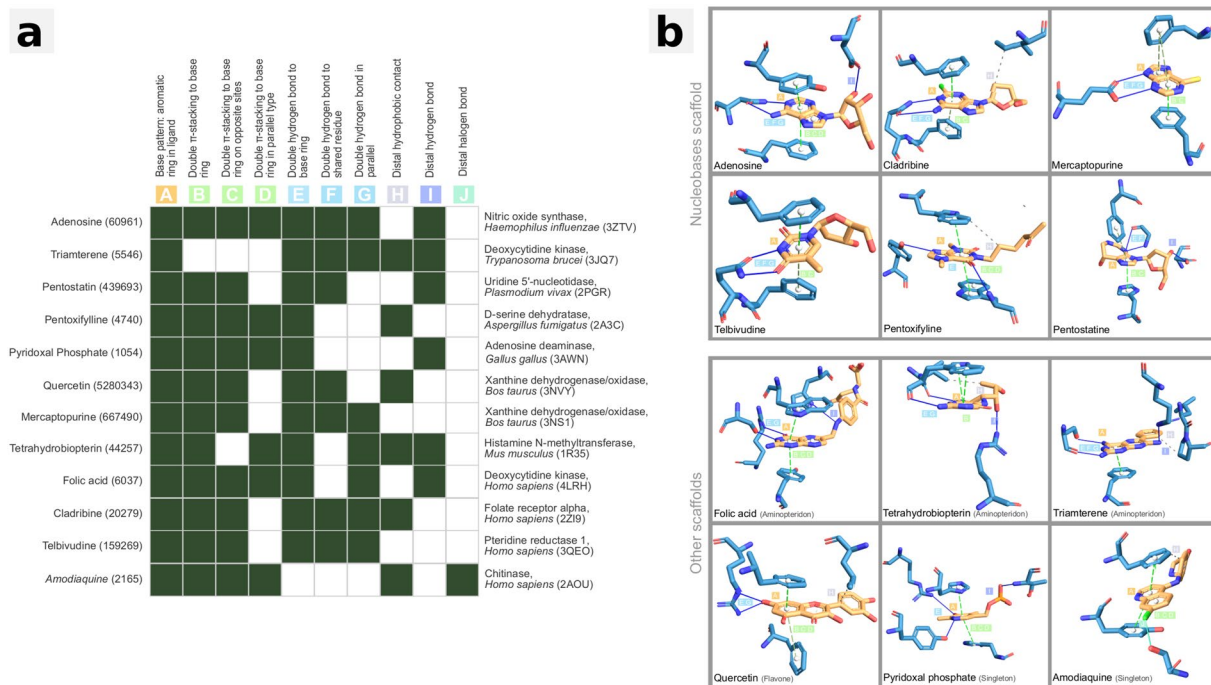 a
Base pattern: aromatic
ring in ligand
Double π-stacking to base
ring
Double π-stacking to base
ring on opposite sites
Double π-stacking to base
ring in parallel type
Double hydrogen bond to
base ring
Double hydrogen bond to
shared residue
Double hydrogen bond in
parallel
Distal hydrophobic contact
Distal hydrogen bond
Distal halogen bond
A B C D E F G H I J
Adenosine (60961)
Nitric oxide synthase,
Haemophilus influenzae (3ZTV)
Triamterene (5546)
Deoxycytidine kinase,
Trypanosoma brucei (3JQ7)
Pentostatin (439693)
Uridine 5'-nucleotidase,
Plasmodium vivax (2PGR)
Pentoxifylline (4740)
D-serine dehydratase,
Aspergillus fumigatus (2A3C)
Pyridoxal Phosphate (1054)
Adenosine deaminase,
Gallus gallus (3AWN)
Quercetin (5280343)
Xanthine dehydrogenase/oxidase,
Bos taurus (3NVY)
Mercaptopurine (667490)
Xanthine dehydrogenase/oxidase,
Bos taurus (3NS1)
Tetrahydrobiopterin (44257)
Histamine N-methyltransferase,
Mus musculus (1R35)
Folic acid (6037)
Deoxycytidine kinase,
Homo sapiens (4LRH)
Cladribine (20279)
Folate receptor alpha,
Homo sapiens (2ZI9)
Telbivudine (159269)
Pteridine reductase 1,
Homo sapiens (3QEO)
Amodiaquine (2165)
Chitinase,
Homo sapiens (2AOU)
b
Nucleobases scaffold
Adenosine
Cladribine
Mercaptopurine
Telbivudine
Pentoxifyline
Pentostatine
Other scaffolds
Folic acid (Aminopteridon)
Tetrahydrobiopterin (Aminopteridon)
Triamterene (Aminopteridon)
Quercetin (Flavone)
Pyridoxal phosphate (Singleton)
Amodiaquine (Singleton)